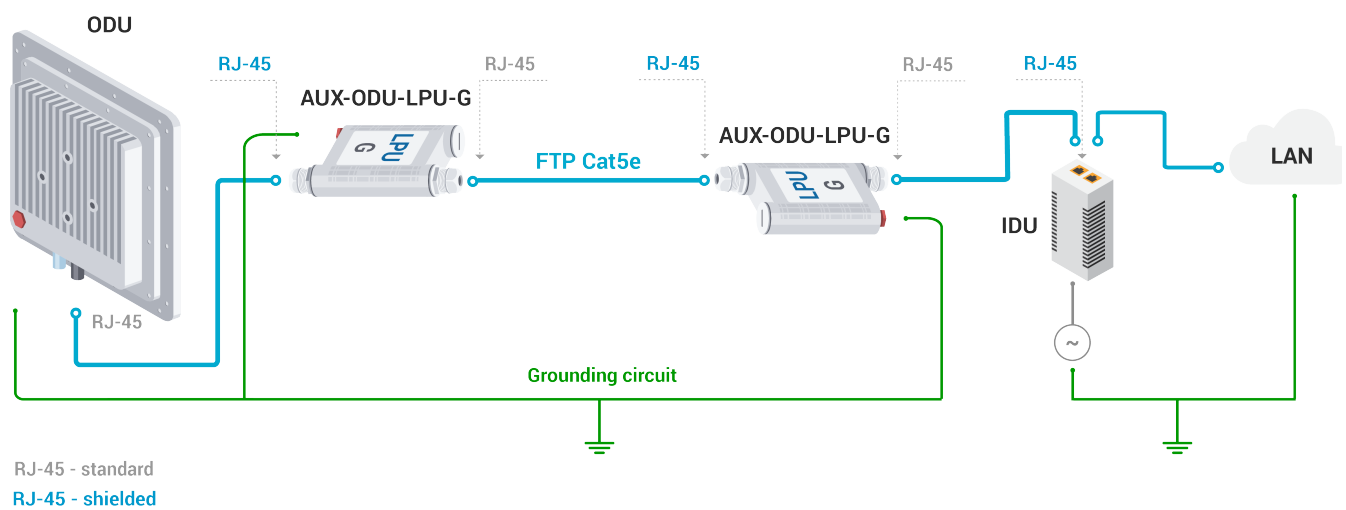 ODU
RJ-45
RJ-45
RJ-45
RJ-45
RJ-45
AUX-ODU-LPU-G
AUX-ODU-LPU-G
LPU
G
FTP Cat5e
LPU
G
LAN
IDU
RJ-45
~
Grounding circuit
RJ-45 - standard
RJ-45 - shielded